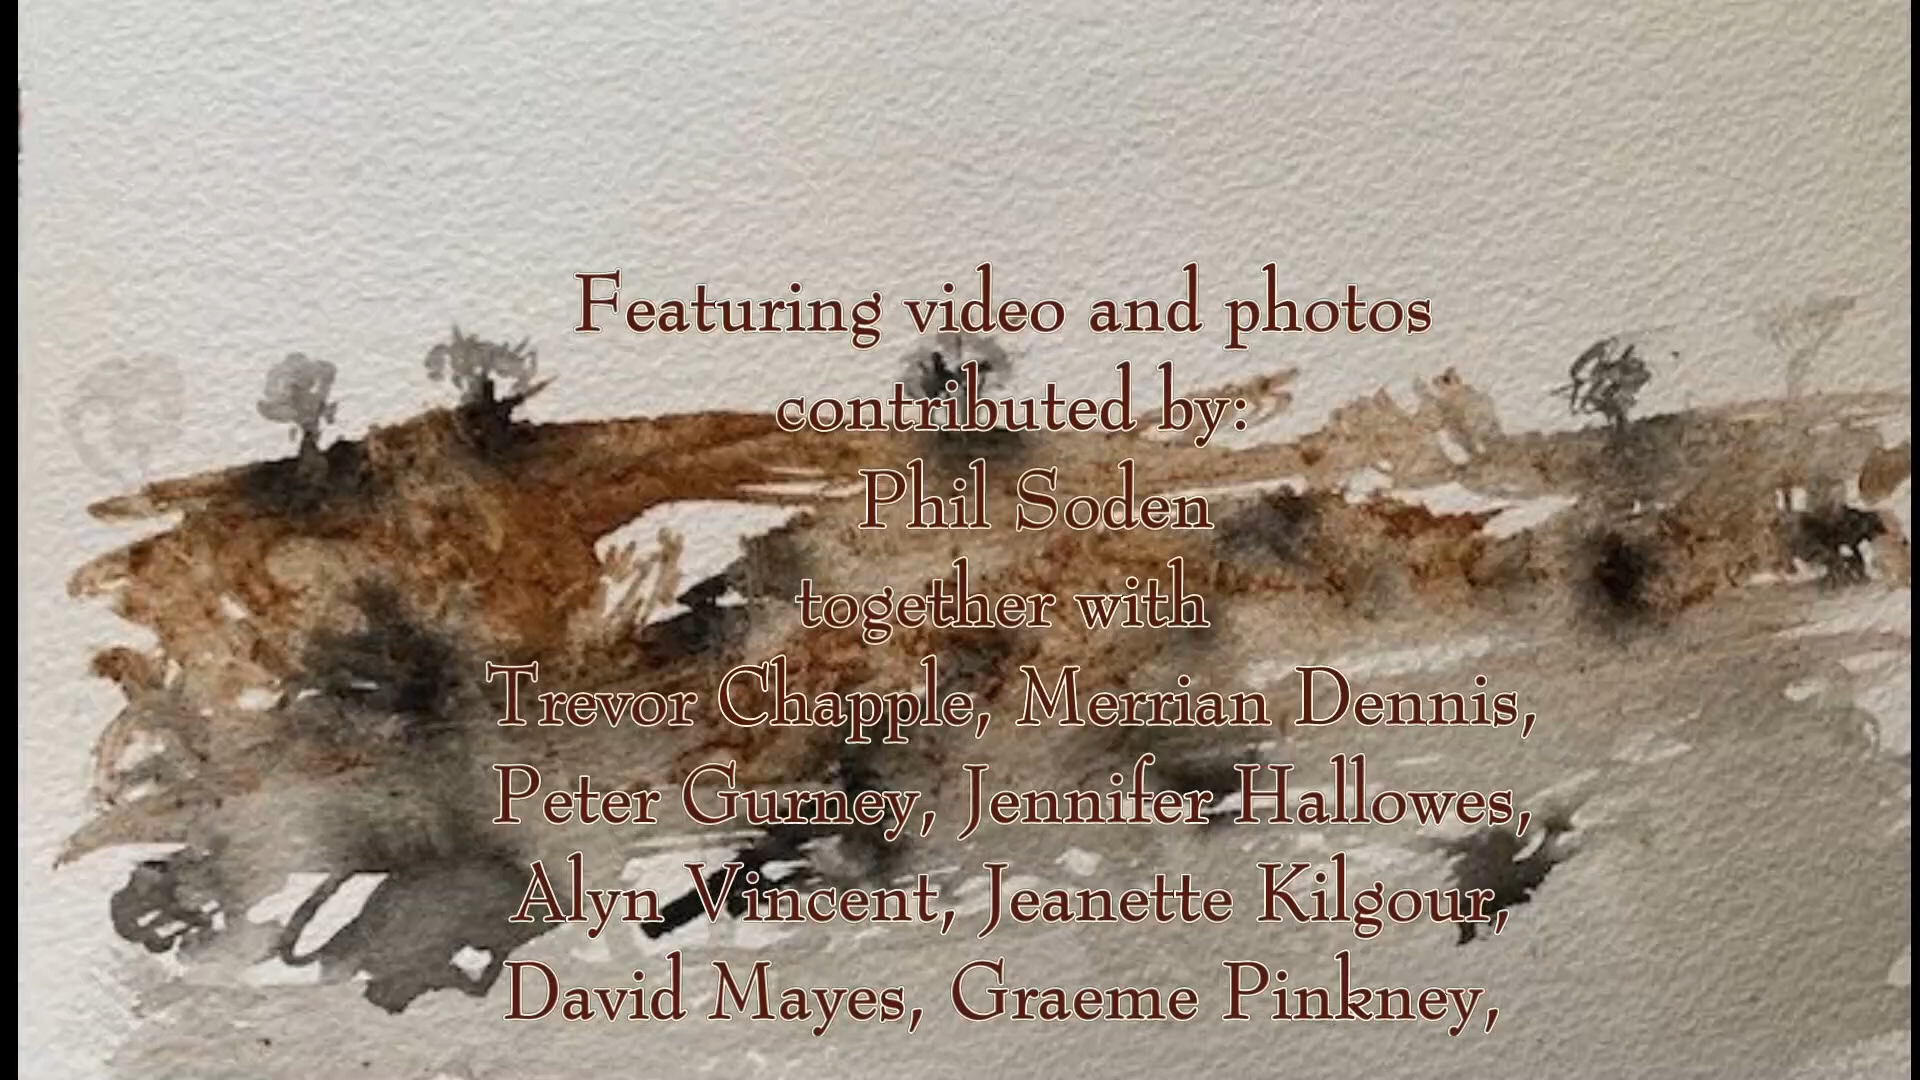 Featuring video and photos
contributed by:
Phil Soden
together with
Trevor Chapple, Merrian Dennis,
Peter Gurney, Jennifer Hallowes,
Alyn Vincent, Jeanette Kilgour,
David Mayes, Graeme Pinkney,